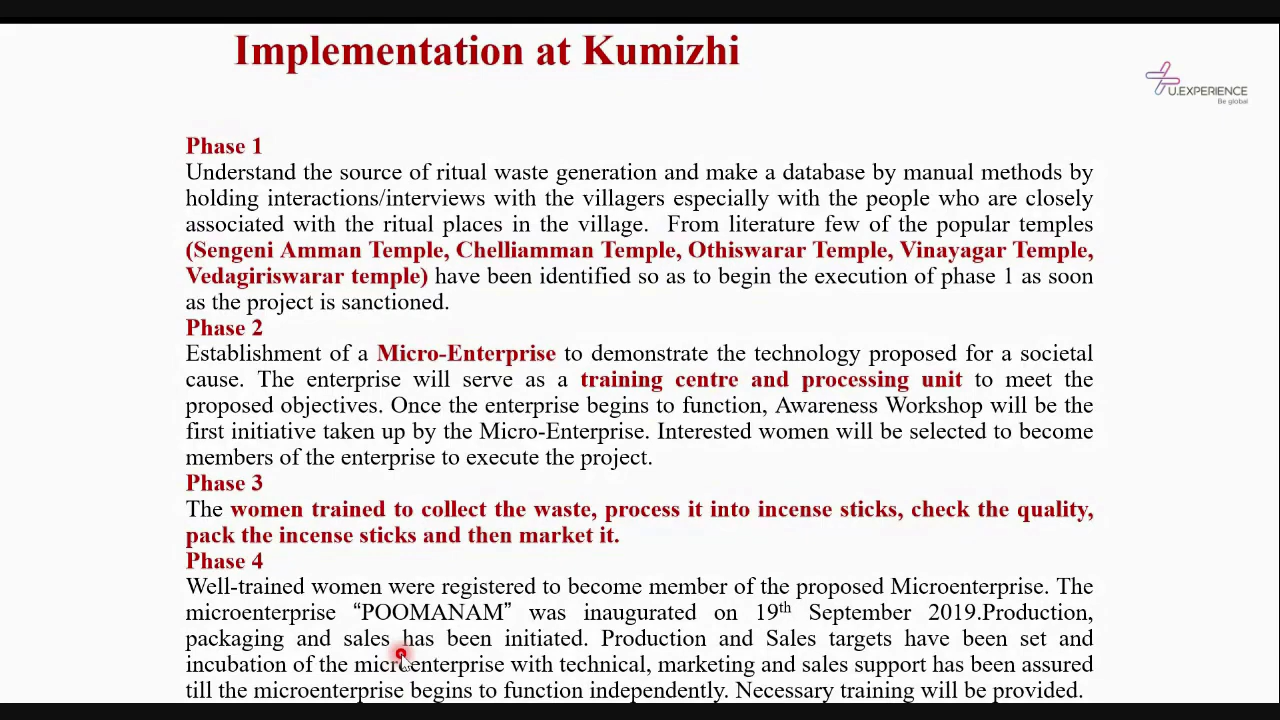 Implementation at Kumizhi
U.EXPERIENCE
Be global
Phase 1
Understand the source of ritual waste generation and make a database by manual methods by
holding interactions/interviews with the villagers especially with the people who are closely
associated with the ritual places in the village. From literature few of the popular temples
(Sengeni Amman Temple, Chelliamman Temple, Othiswarar Temple, Vinayagar Temple,
Vedagiriswarar temple) have been identified so as to begin the execution of phase 1 as soon
as the project is sanctioned.
Phase 2
Establishment of a Micro-Enterprise to demonstrate the technology proposed for a societal
cause. The enterprise will serve as a training centre and processing unit to meet the
proposed objectives. Once the enterprise begins to function, Awareness Workshop will be the
first initiative taken up by the Micro-Enterprise. Interested women will be selected to become
members of the enterprise to execute the project.
Phase 3
The women trained to collect the waste, process it into incense sticks, check the quality,
pack the incense sticks and then market it.
Phase 4
Well-trained women were registered to become member of the proposed Microenterprise. The
microenterprise “POOMANAM” was inaugurated on 19th September 2019.Production,
packaging and sales has been initiated. Production and Sales targets have been set and
incubation of the microenterprise with technical, marketing and sales support has been assured
till the microenterprise begins to function independently. Necessary training will be provided.